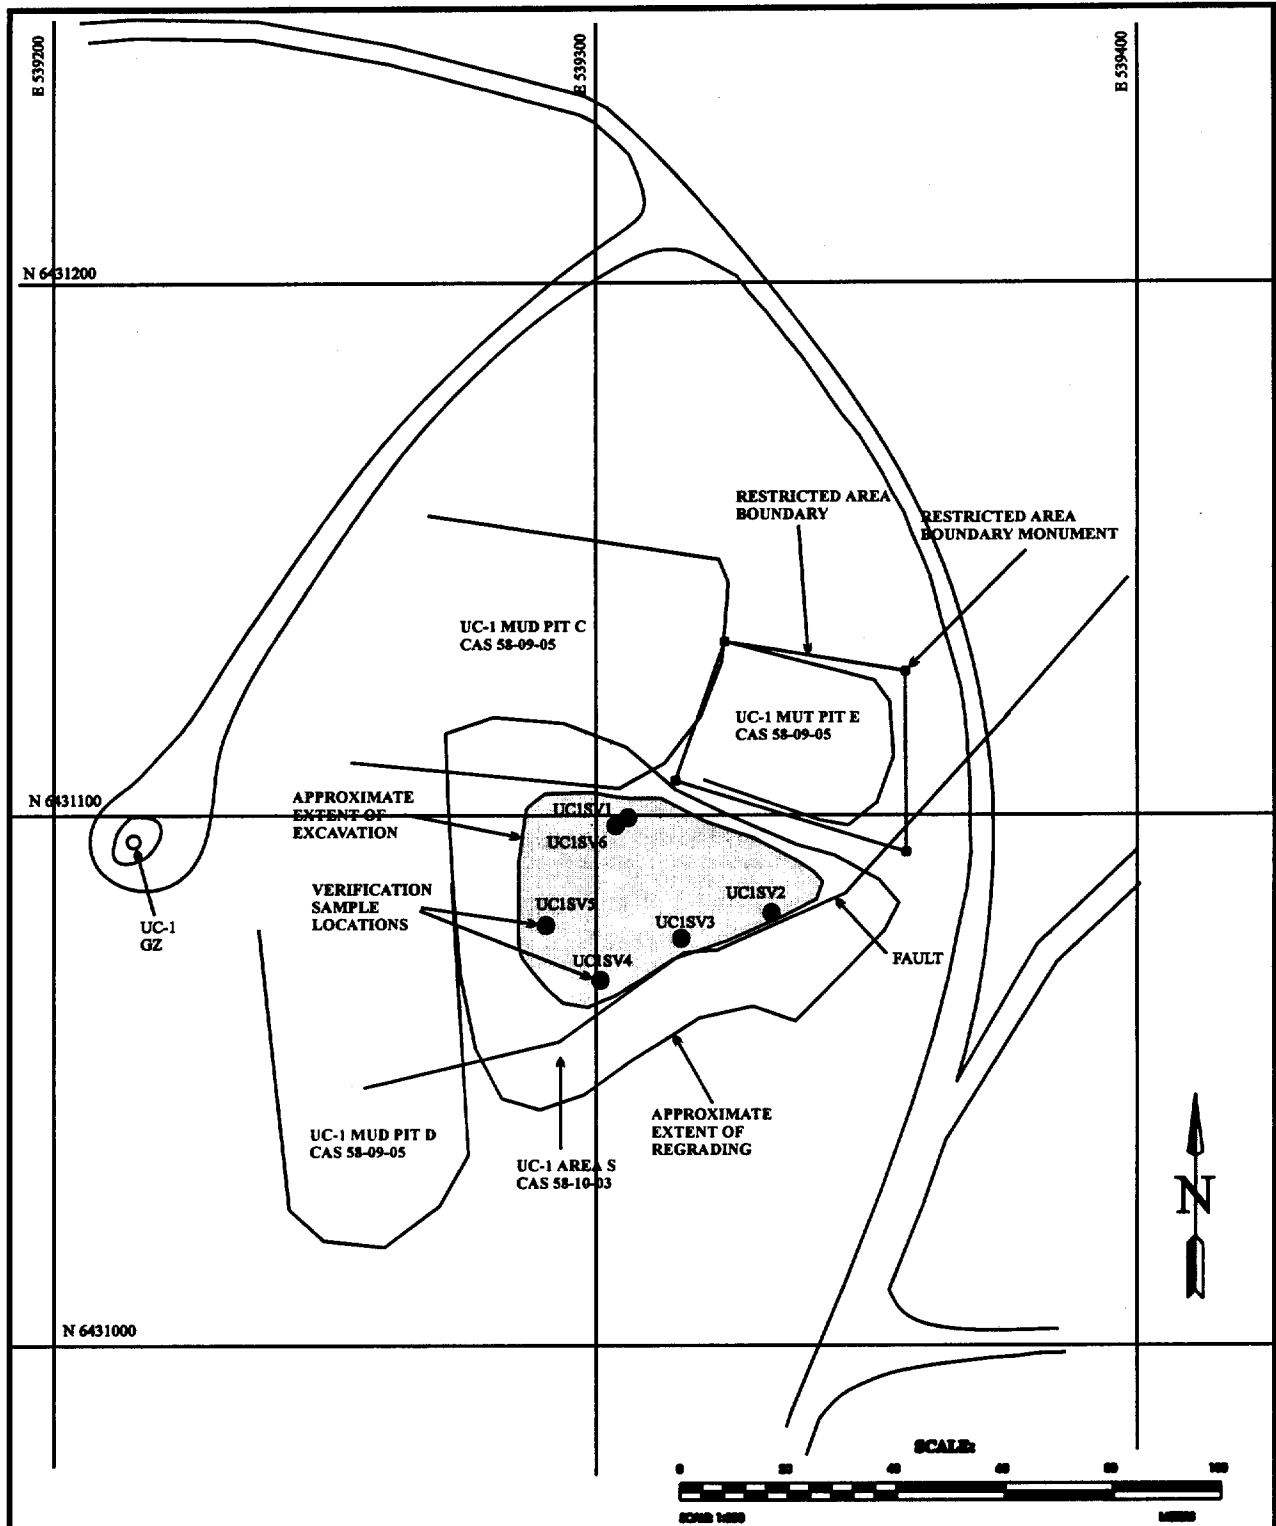 E 539200
E 539300
E 539400
N 6431200
RESTRICTED AREA
BOUNDARY
RESTRICTED AREA
BOUNDARY MONUMENT
UC-1 MUD PIT C
CAS 58-09-05
UC-1 MUT PIT E
CAS 58-09-05
N 6431100
APPROXIMATE
EXTENT OF
EXCAVATION
UC1SV1
UC1SV6
VERIFICATION
SAMPLE
LOCATIONS
UC1SV5
UC1SV2
UC1SV3
UC1SV4
UC-1
GZ
FAULT
UC-1 MUD PIT D
CAS 58-09-05
UC-1 AREA S
CAS 58-10-03
APPROXIMATE
EXTENT OF
REGRADING
N
N 6431000
SCALE:
0 20 40 60 80 100
METERS